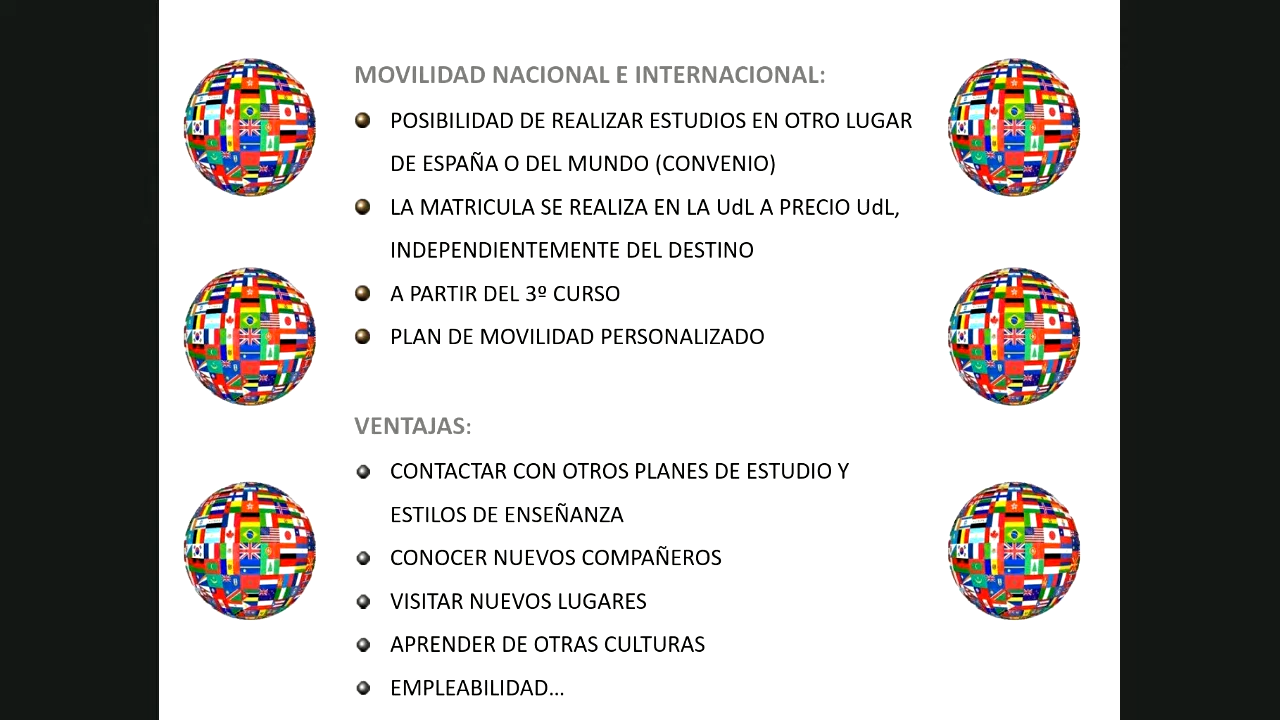 MOVILIDAD NACIONAL E INTERNACIONAL:
POSIBILIDAD DE REALIZAR ESTUDIOS EN OTRO LUGAR
DE ESPAÑA O DEL MUNDO (CONVENIO)
LA MATRICULA SE REALIZA EN LA UdL A PRECIO UdL,
INDEPENDIENTEMENTE DEL DESTINO
A PARTIR DEL 3º CURSO
PLAN DE MOVILIDAD PERSONALIZADO
VENTAJAS:
CONTACTAR CON OTROS PLANES DE ESTUDIO Y
ESTILOS DE ENSEÑANZA
CONOCER NUEVOS COMPAÑEROS
VISITAR NUEVOS LUGARES
APRENDER DE OTRAS CULTURAS
EMPLEABILIDAD...